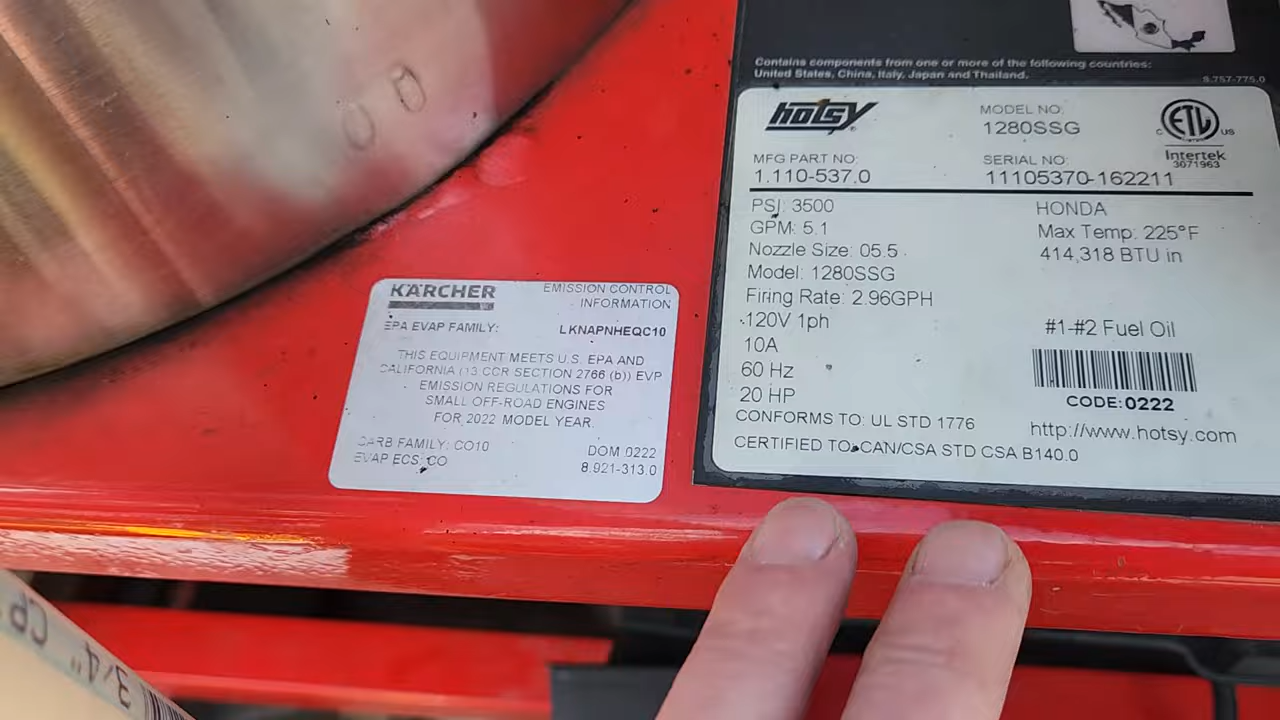 Contains components from one or more of the following countries:
United States, China, Italy, Japan and Thailand.
9.757-775.0
hotsy
MODEL NO:
1280SSG
C ETL US
Intertek
3071963
MFG PART NO:
1.110-537.0
SERIAL NO:
11105370-162211
PSI: 3500
GPM: 5.1
Nozzle Size: 05.5
Model: 1280SSG
Firing Rate: 2.96GPH
120V 1ph
10A
60 Hz
20 HP
HONDA
Max Temp: 225°F
414,318 BTU in
#1-#2 Fuel Oil
CODE:0222
CONFORMS TO: UL STD 1776
CERTIFIED TO CAN/CSA STD CSA B140.0
http://www.hotsy.com
KÄRCHER
EMISSION CONTROL
INFORMATION
EPA EVAP FAMILY:
LKNAPNHEQC10
THIS EQUIPMENT MEETS U.S. EPA AND
CALIFORNIA (13 CCR SECTION 2766 (b)) EVP
EMISSION REGULATIONS FOR
SMALL OFF-ROAD ENGINES
FOR 2022 MODEL YEAR.
CARB FAMILY: CO10
EVAP ECS: CO
DOM 0222
8.921-313.0
3/4" CP